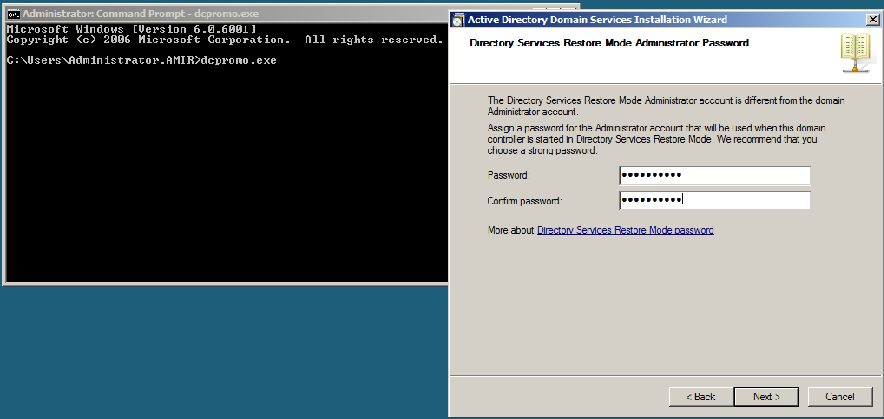 Administrator: Command Prompt - dcpromo.exe
Microsoft Windows [Version 6.0.6001]
Copyright (c) 2006 Microsoft Corporation.  All rights reserved.
C:\Users\Administrator.AMIR>dcpromo.exe
Active Directory Domain Services Installation Wizard
Directory Services Restore Mode Administrator Password
The Directory Services Restore Mode Administrator account is different from the domain
Administrator account.
Assign a password for the Administrator account that will be used when this domain
controller is started in Directory Services Restore Mode. We recommend that you
choose a strong password.
Password:
••••••••••
Confirm password:
••••••••••
More about Directory Services Restore Mode password
< Back
Next >
Cancel